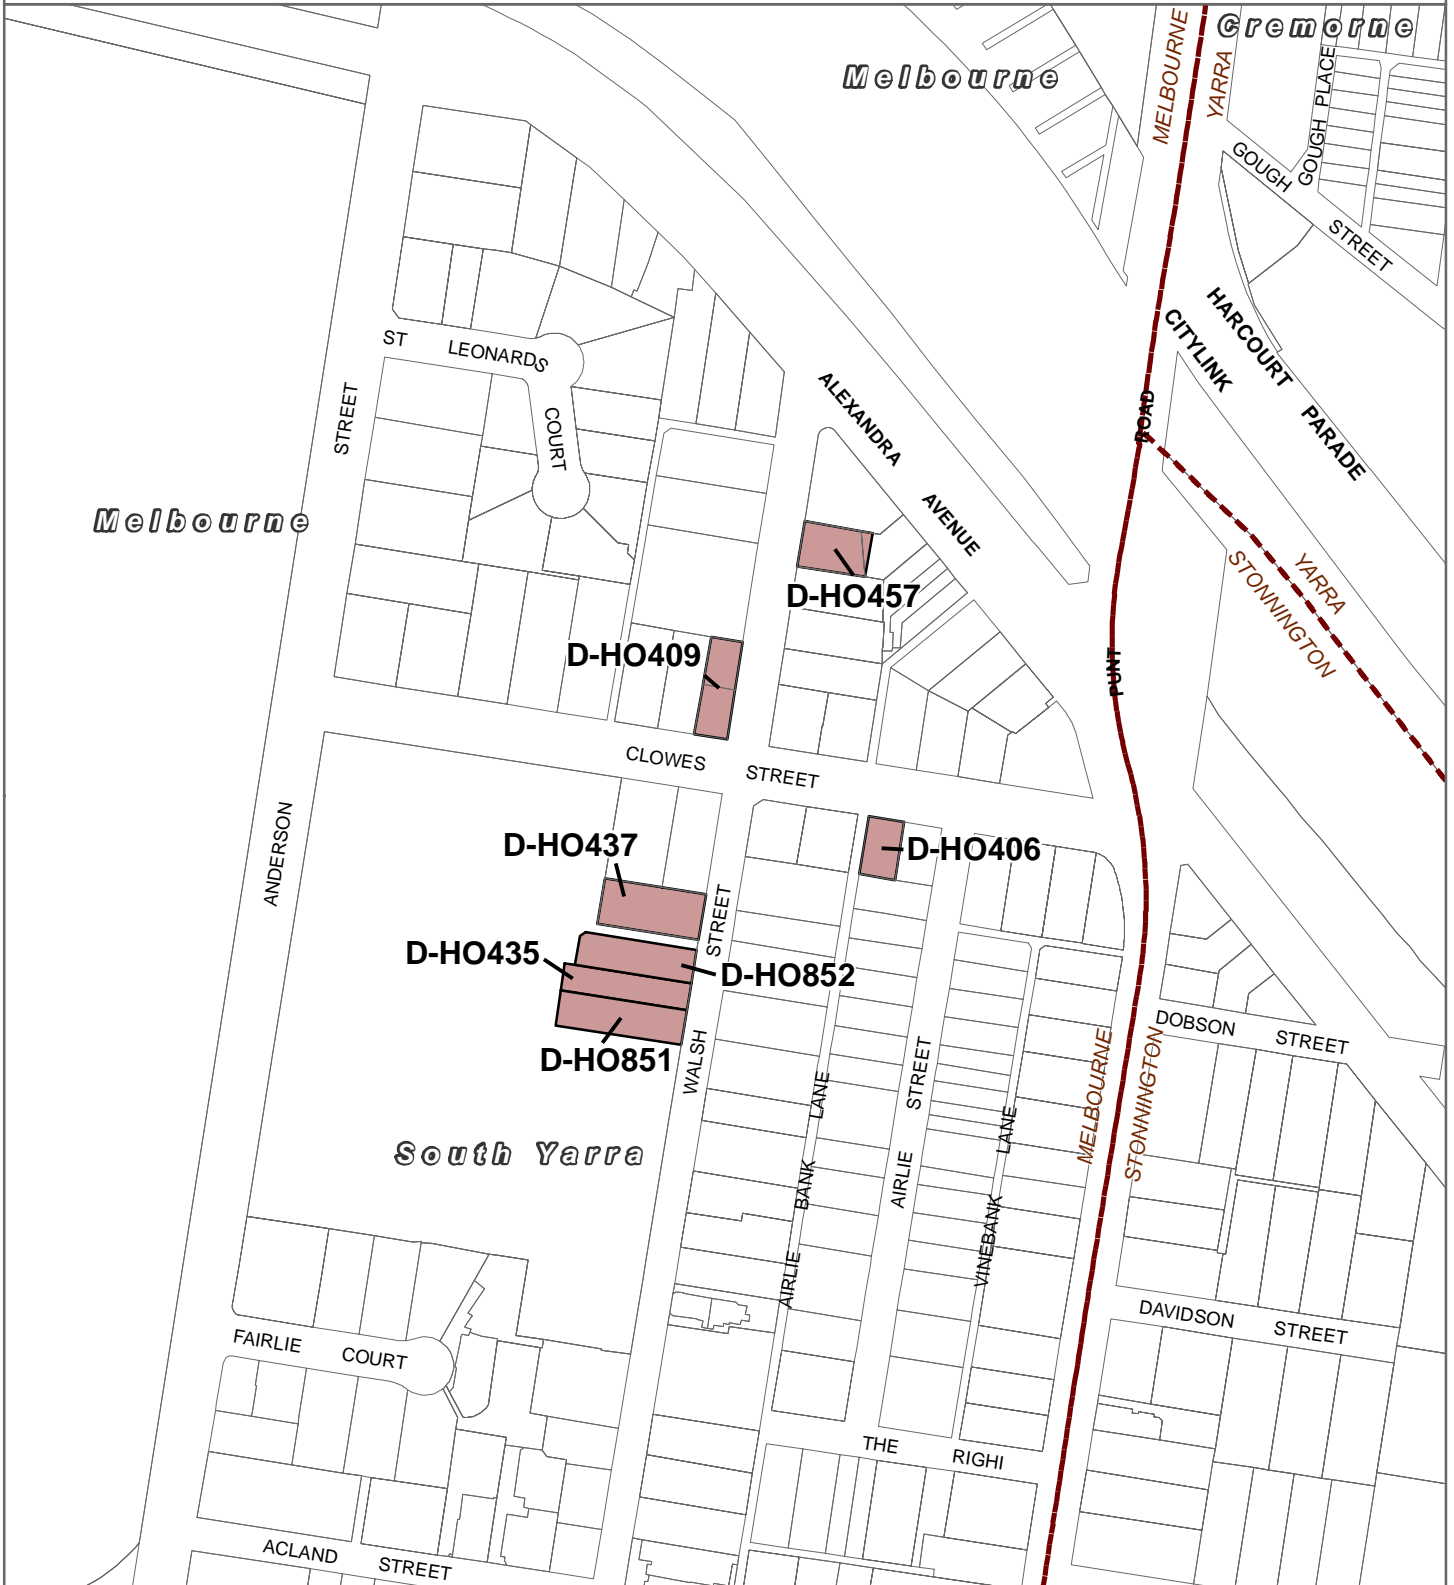 Cremorne
Melbourne
MELBOURNE
YARRA
GOUGH PLACE
GOUGH STREET
HARCOURT PARADE
CITYLINK
ST LEONARDS
COURT
STREET
ALEXANDRA AVENUE
ROAD
Melbourne
YARRA
STONNINGTON
D-HO457
D-HO409
PUNT
CLOWES STREET
ANDERSON
D-HO437
D-HO406
STREET
D-HO435
D-HO852
D-HO851
WALSH
DOBSON STREET
MELBOURNE
STONNINGTON
South Yarra
AIRLIE BANK LANE
AIRLIE STREET
VINEBANK LANE
DAVIDSON STREET
FAIRLIE COURT
THE RIGHI
ACLAND STREET